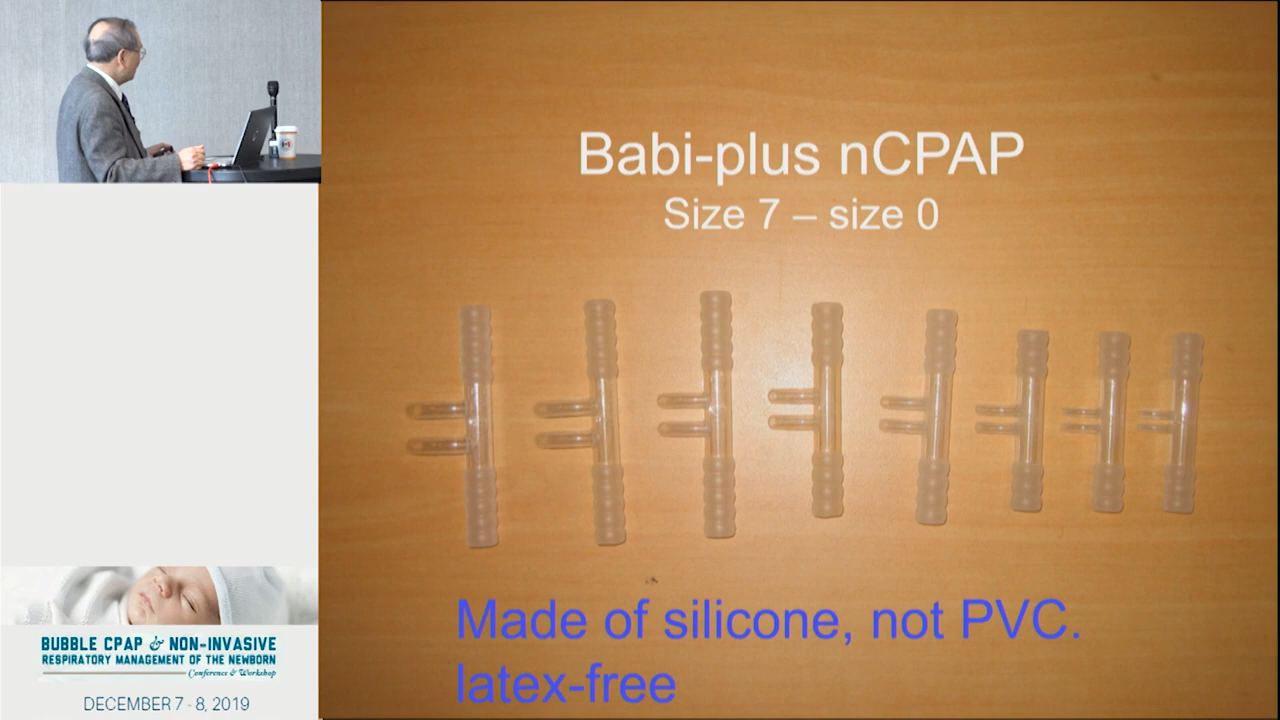 Babi-plus nCPAP
Size 7 – size 0
Made of silicone, not PVC.
latex-free
BUBBLE CPAP & NON-INVASIVE
RESPIRATORY MANAGEMENT OF THE NEWBORN
Conference & Workshop
DECEMBER 7 - 8, 2019